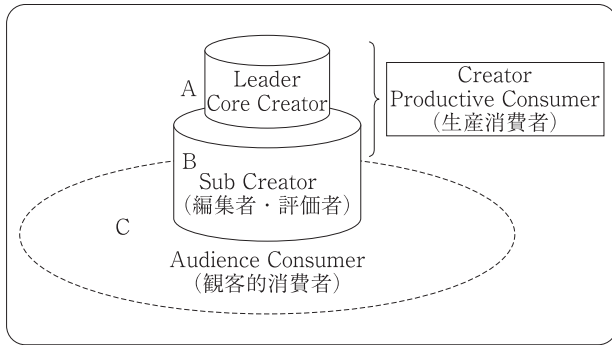 A
Leader
Core Creator
Creator
Productive Consumer
(生産消費者)
B
Sub Creator
(編集者・評価者)
C
Audience Consumer
(観客的消費者)